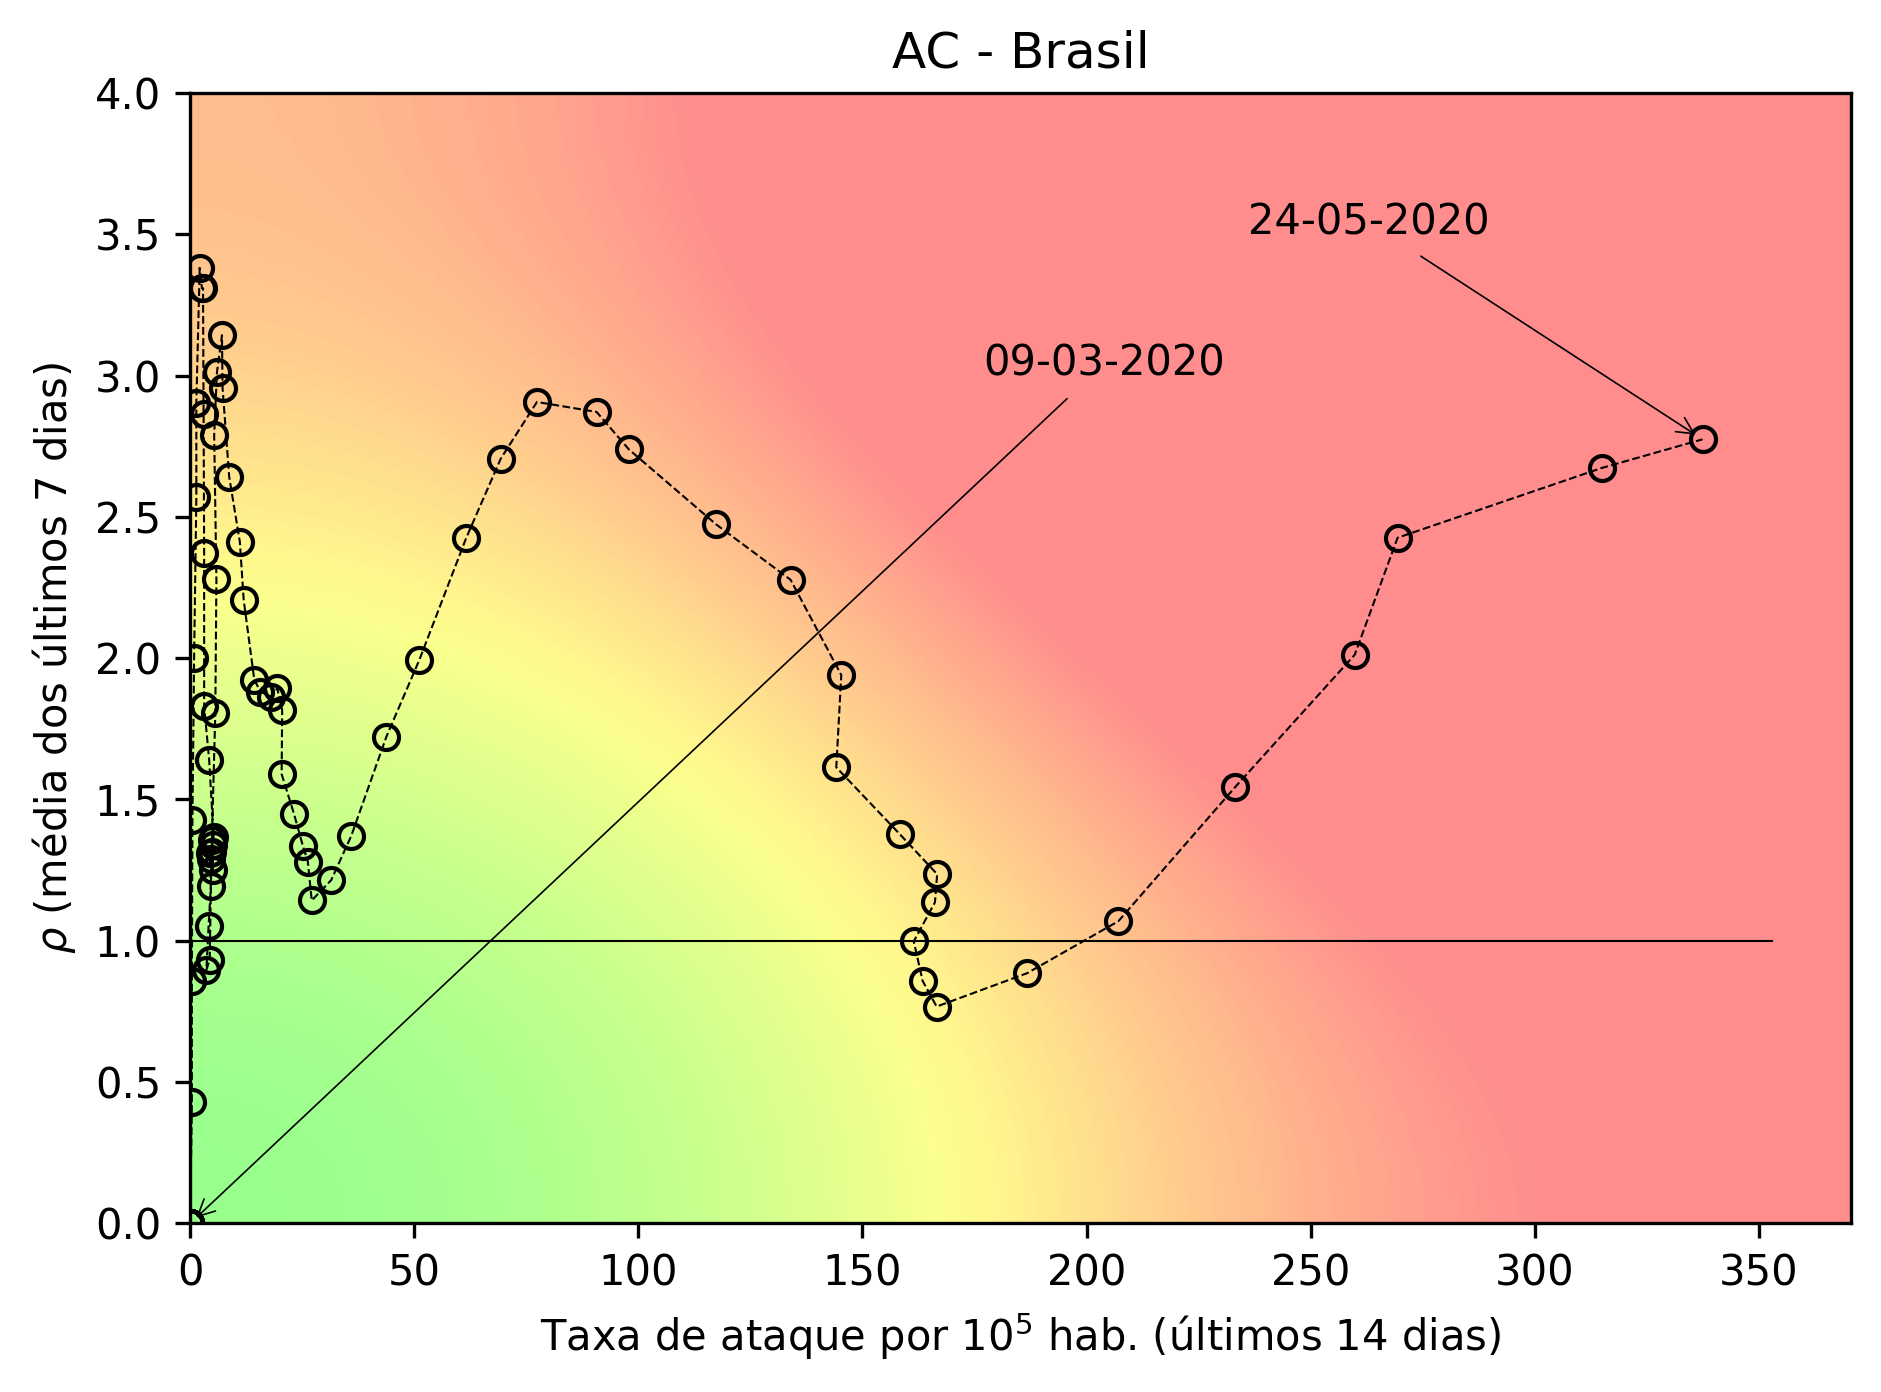 AC - Brasil
4.0
3.5
3.0
2.5
2.0
1.5
1.0
0.5
0.0
ρ (média dos últimos 7 dias)
24-05-2020
09-03-2020
0 50 100 150 200 250 300 350
Taxa de ataque por 10⁵ hab. (últimos 14 dias)